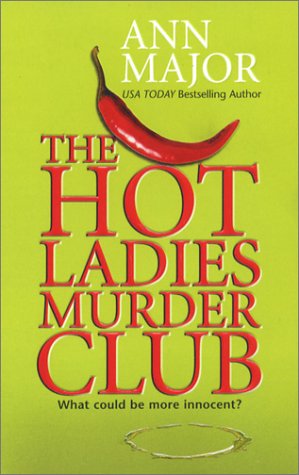 ANN
MAJOR
USA TODAY Bestselling Author
THE
HOT
LADIES
MURDER
CLUB
What could be more innocent?